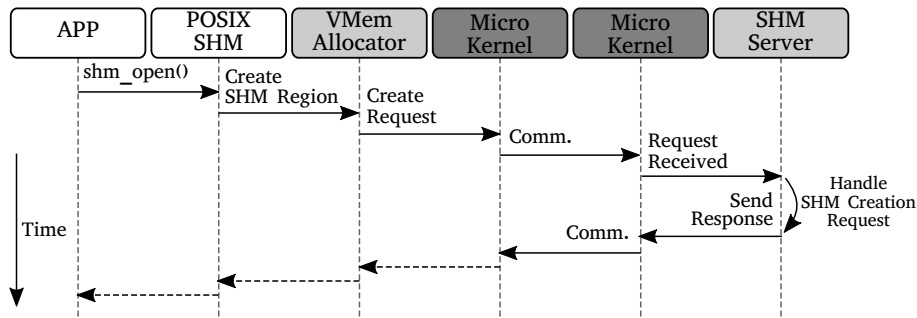 APP
POSIX
SHM
VMem
Allocator
Micro
Kernel
Micro
Kernel
SHM
Server
shm_open()
Create
SHM Region
Create
Request
Comm.
Request
Received
Handle
SHM Creation
Request
Send
Response
Comm.
Time